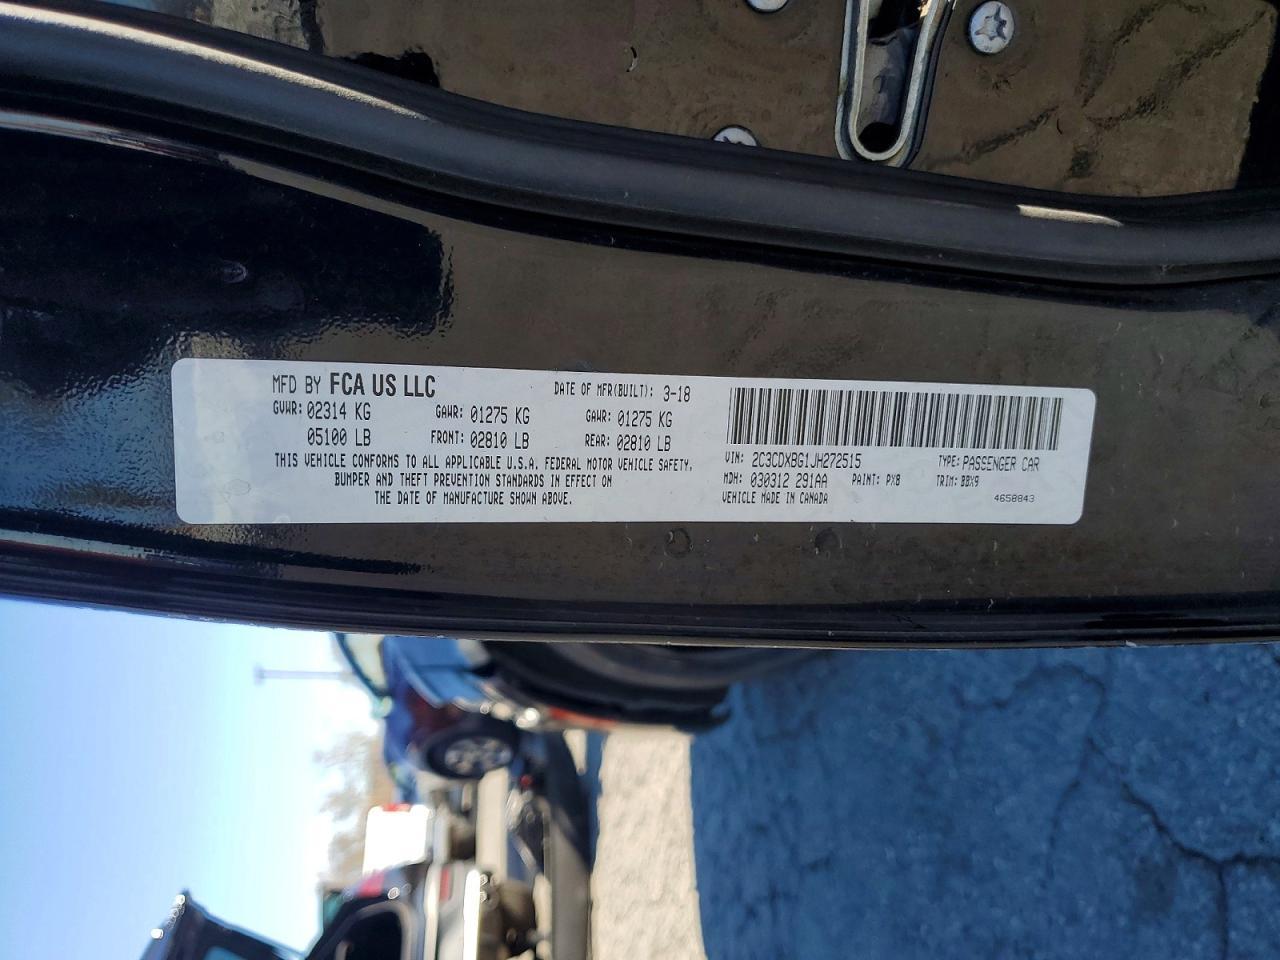 MFD BY FCA US LLC DATE OF MFR(BUILT): 3-18
GVWR: 02314 KG GAWR: 01275 KG GAWR: 01275 KG
05100 LB FRONT: 02810 LB REAR: 02810 LB
THIS VEHICLE CONFORMS TO ALL APPLICABLE U.S.A. FEDERAL MOTOR VEHICLE SAFETY,
BUMPER AND THEFT PREVENTION STANDARDS IN EFFECT ON
THE DATE OF MANUFACTURE SHOWN ABOVE.
VIN: 2C3CDXBG1JH272515 TYPE: PASSENGER CAR
MDH: 030312 291AA PAINT: PX8 TRIM: BBX9
VEHICLE MADE IN CANADA 4658843